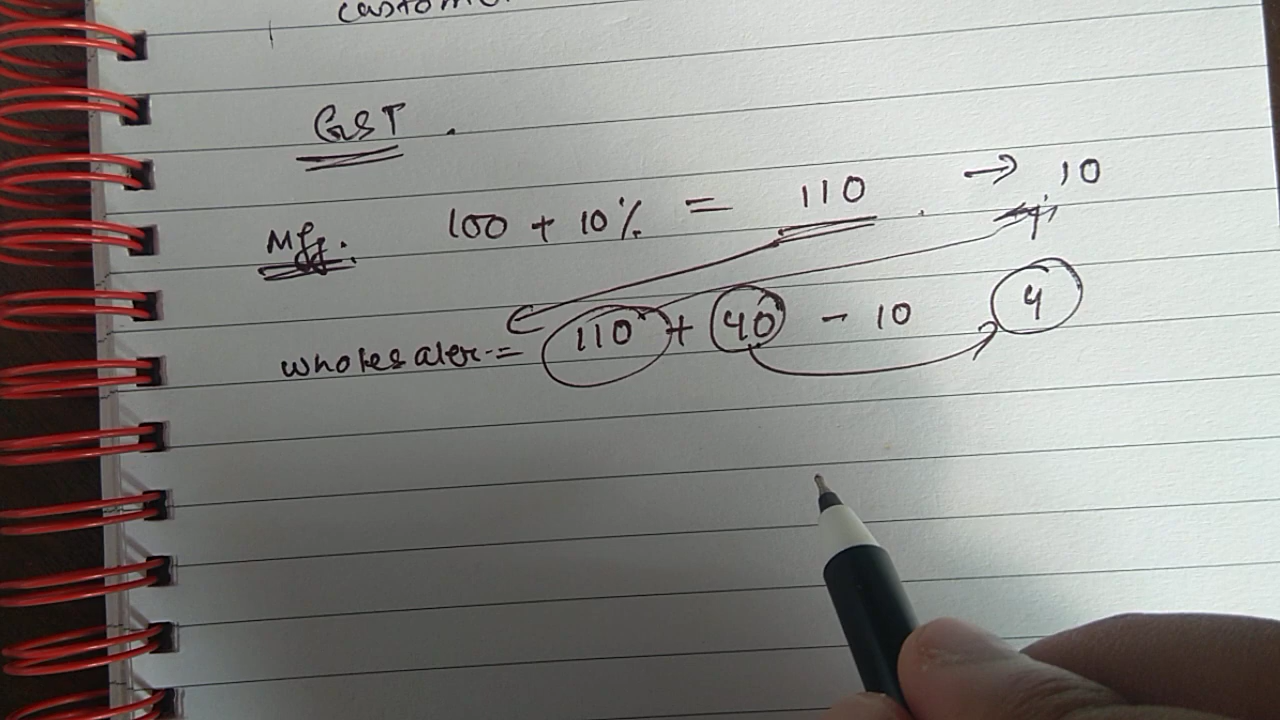 GST.
Mfg. 100 + 10% = 110. → 10
wholesaler := 110 + 40 - 10 4